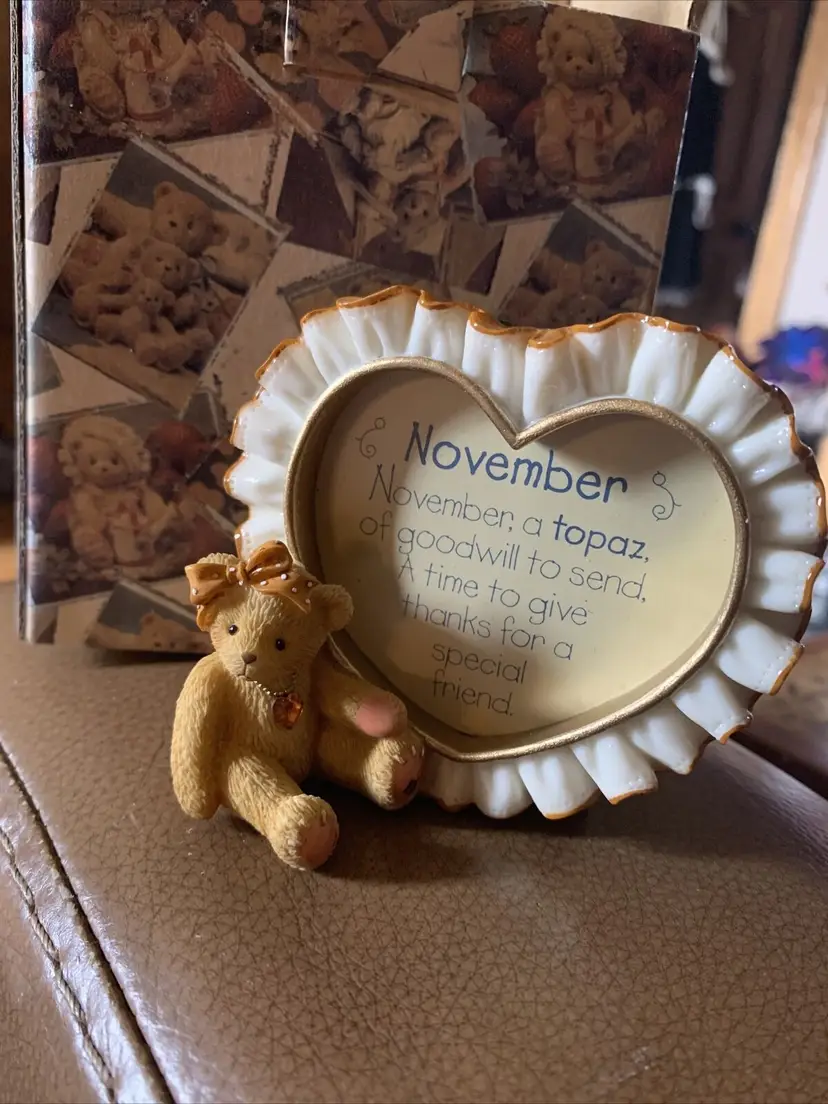 November
November, a topaz,
of goodwill to send,
A time to give
thanks for a
special
friend.